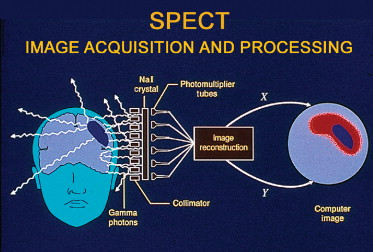 SPECT
IMAGE ACQUISITION AND PROCESSING
NaI
crystal
Photomultiplier
tubes
X
Image
reconstruction
Y
Collimator
Gamma
photons
Computer
image